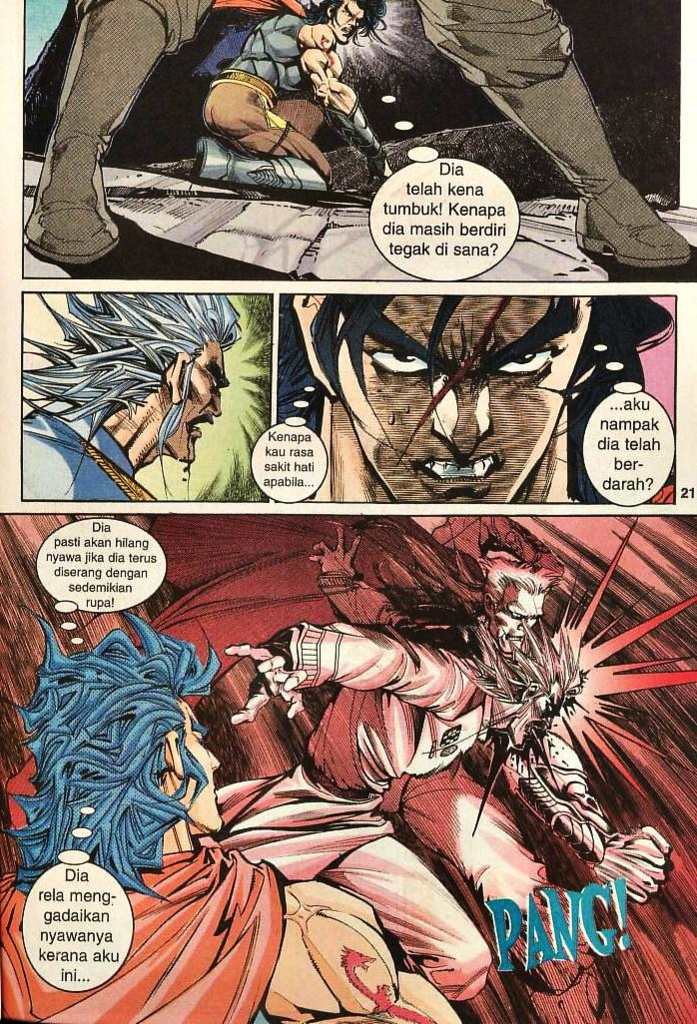 Dia
telah kena
tumbuk! Kenapa
dia masih berdiri
tegak di sana?
Kenapa
kau rasa
sakit hati
apabila...
...aku
nampak
dia telah
ber-
darah?
21
Dia
pasti akan hilang
nyawa jika dia terus
diserang dengan
sedemikian
rupa!
Dia
rela meng-
gadaikan
nyawanya
kerana aku
ini...
PANG!